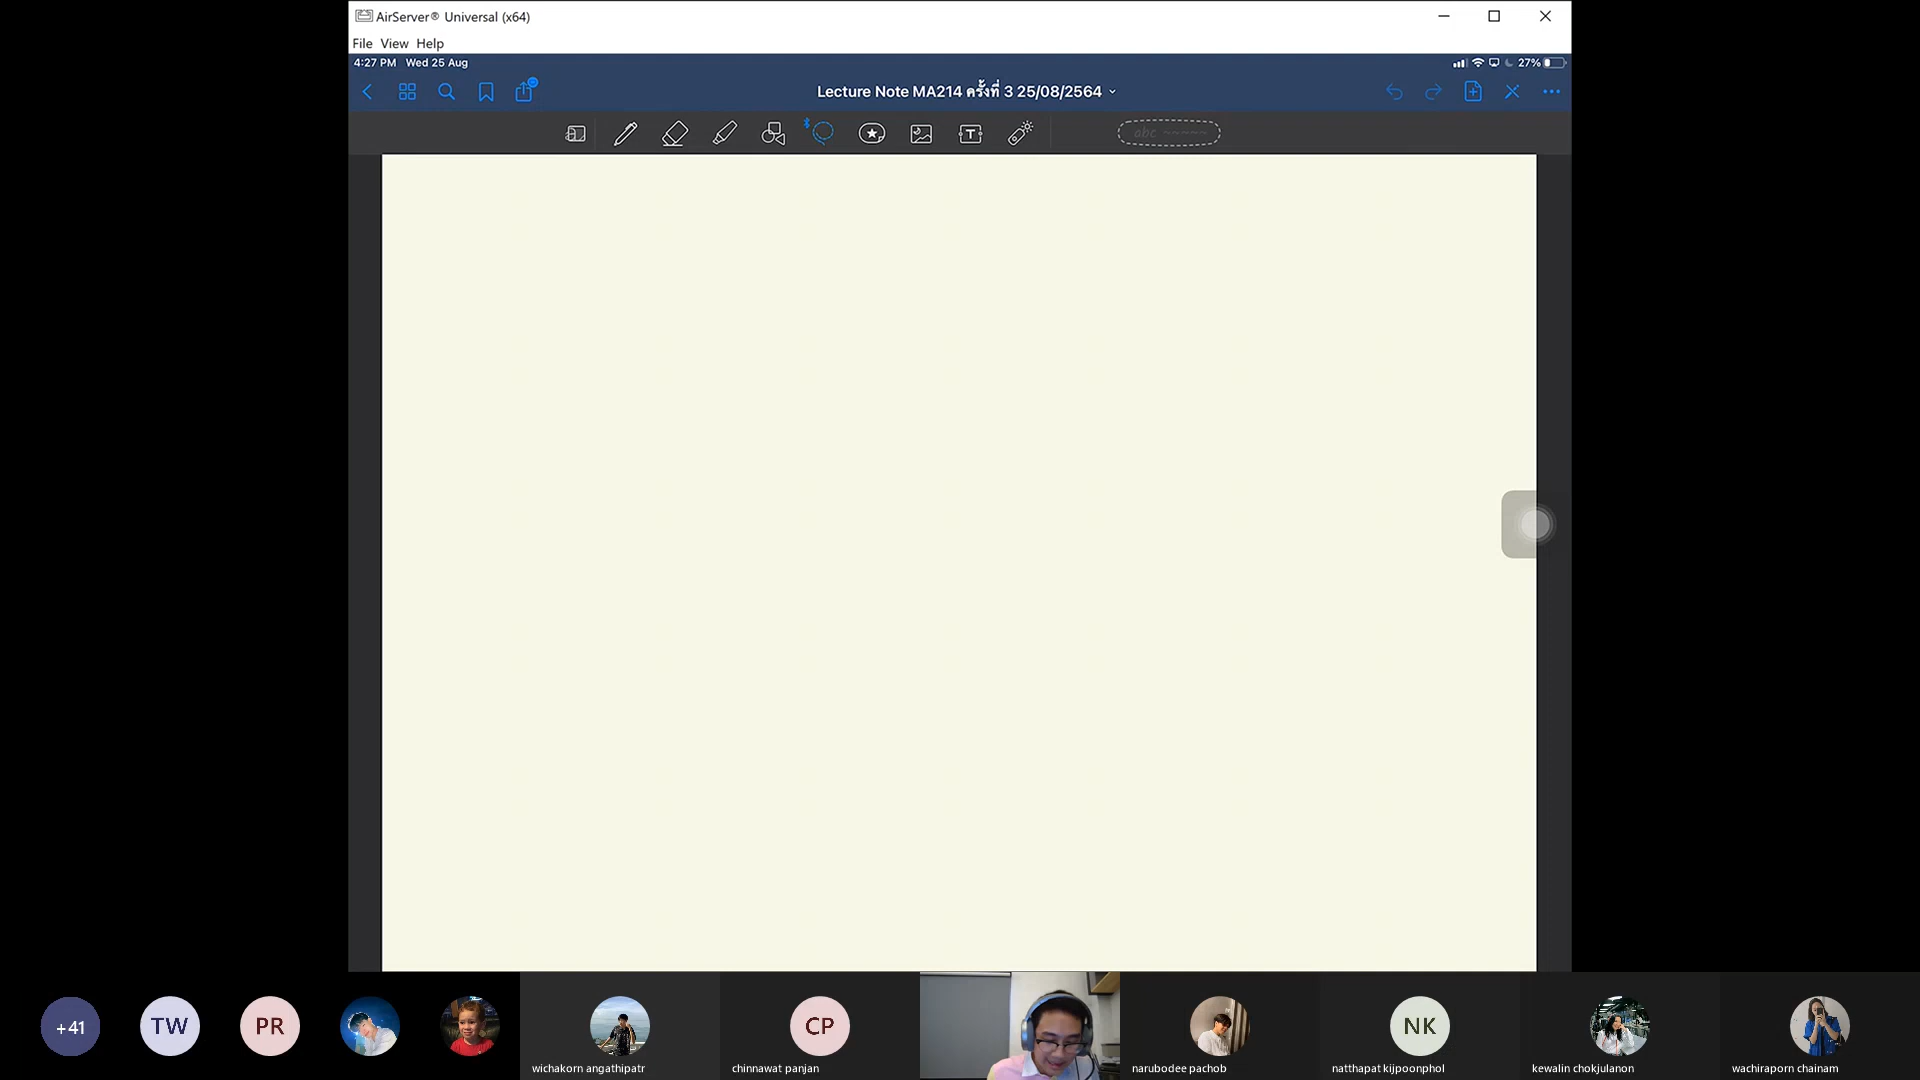 AirServer® Universal (x64)
File View Help
4:27 PM Wed 25 Aug
27%
Lecture Note MA214 ครั้งที่ 3 25/08/2564
abc
T
+41
TW
PR
CP
NK
wichakorn angathipatr
chinnawat panjan
narubodee pachob
natthapat kijpoonphol
kewalin chokjulanon
wachiraporn chainam